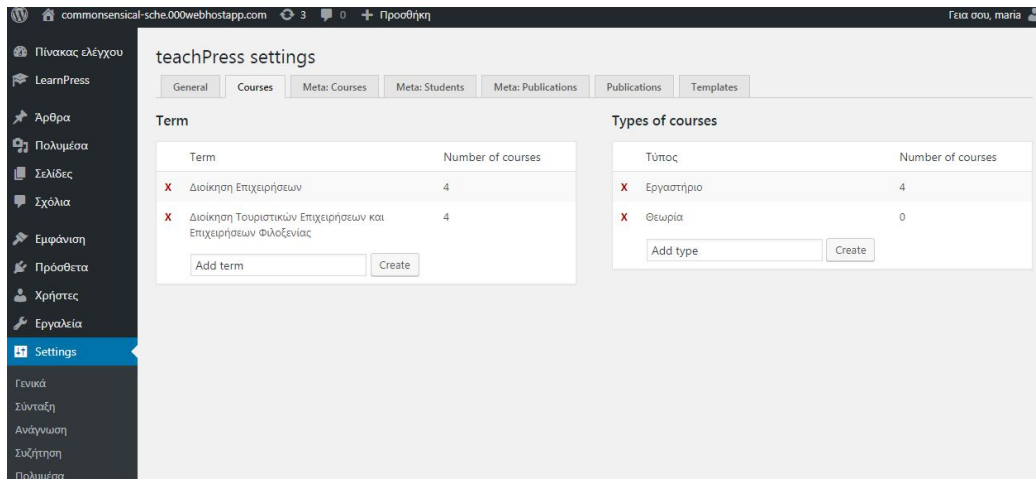 commonsensical-sche.000webhostapp.com 3 0 + Προσθήκη Γεια σου, maria
Πίνακας ελέγχου
LearnPress
Άρθρα
Πολυμέσα
Σελίδες
Σχόλια
Εμφάνιση
Πρόσθετα
Χρήστες
Εργαλεία
Settings
Γενικά
Σύνταξη
Ανάγνωση
Συζήτηση
Πολυμέσα
teachPress settings
General Courses Meta: Courses Meta: Students Meta: Publications Publications Templates
Term
Term Number of courses
X Διοίκηση Επιχειρήσεων 4
X Διοίκηση Τουριστικών Επιχειρήσεων και 4
Επιχειρήσεων Φιλοξενίας
Add term Create
Types of courses
Τύπος Number of courses
X Εργαστήριο 4
X Θεωρία 0
Add type Create